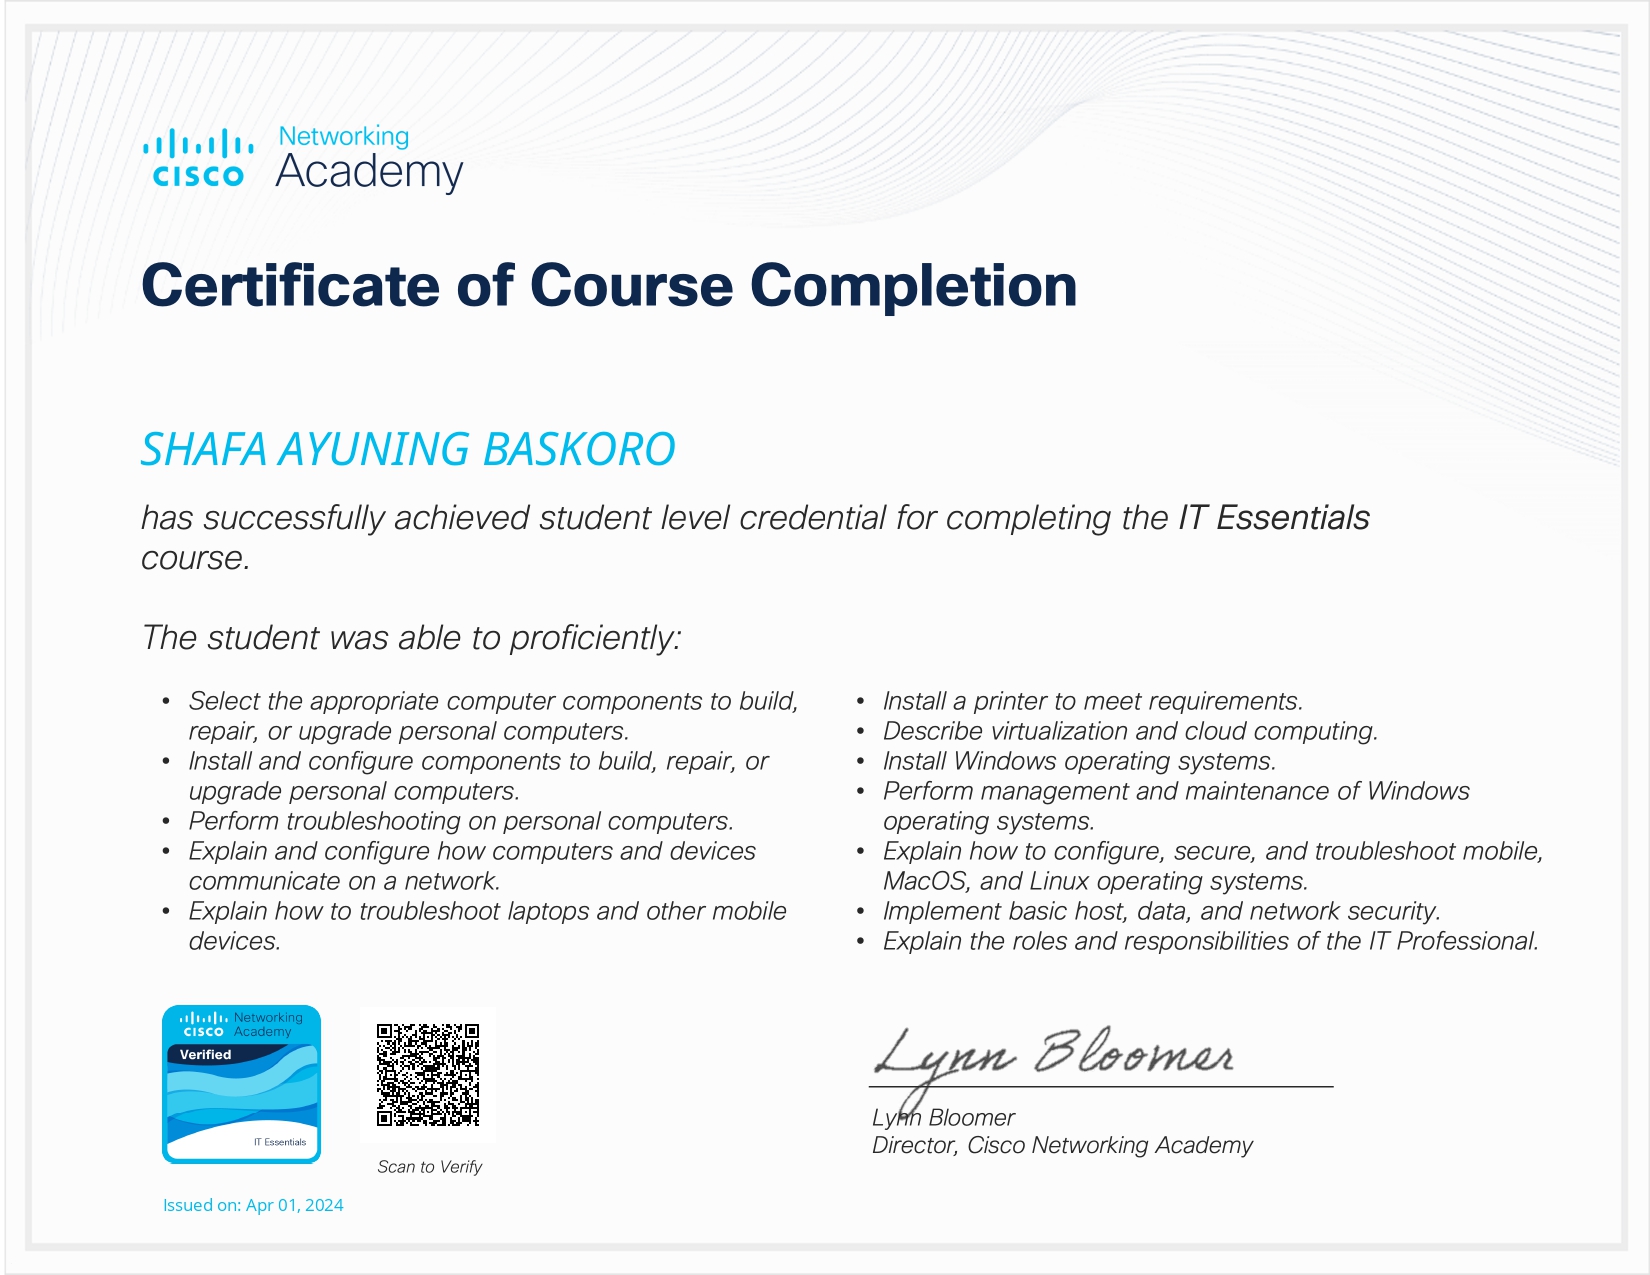 Networking
CISCO Academy
Certificate of Course Completion
SHAFA AYUNING BASKORO
has successfully achieved student level credential for completing the IT Essentials
course.
The student was able to proficiently:
• Select the appropriate computer components to build,
repair, or upgrade personal computers.
• Install and configure components to build, repair, or
upgrade personal computers.
• Perform troubleshooting on personal computers.
• Explain and configure how computers and devices
communicate on a network.
• Explain how to troubleshoot laptops and other mobile
devices.
• Install a printer to meet requirements.
• Describe virtualization and cloud computing.
• Install Windows operating systems.
• Perform management and maintenance of Windows
operating systems.
• Explain how to configure, secure, and troubleshoot mobile,
MacOS, and Linux operating systems.
• Implement basic host, data, and network security.
• Explain the roles and responsibilities of the IT Professional.
Networking
CISCO Academy
Verified
IT Essentials
Scan to Verify
Issued on: Apr 01, 2024
Lynn Bloomer
Lynn Bloomer
Director, Cisco Networking Academy